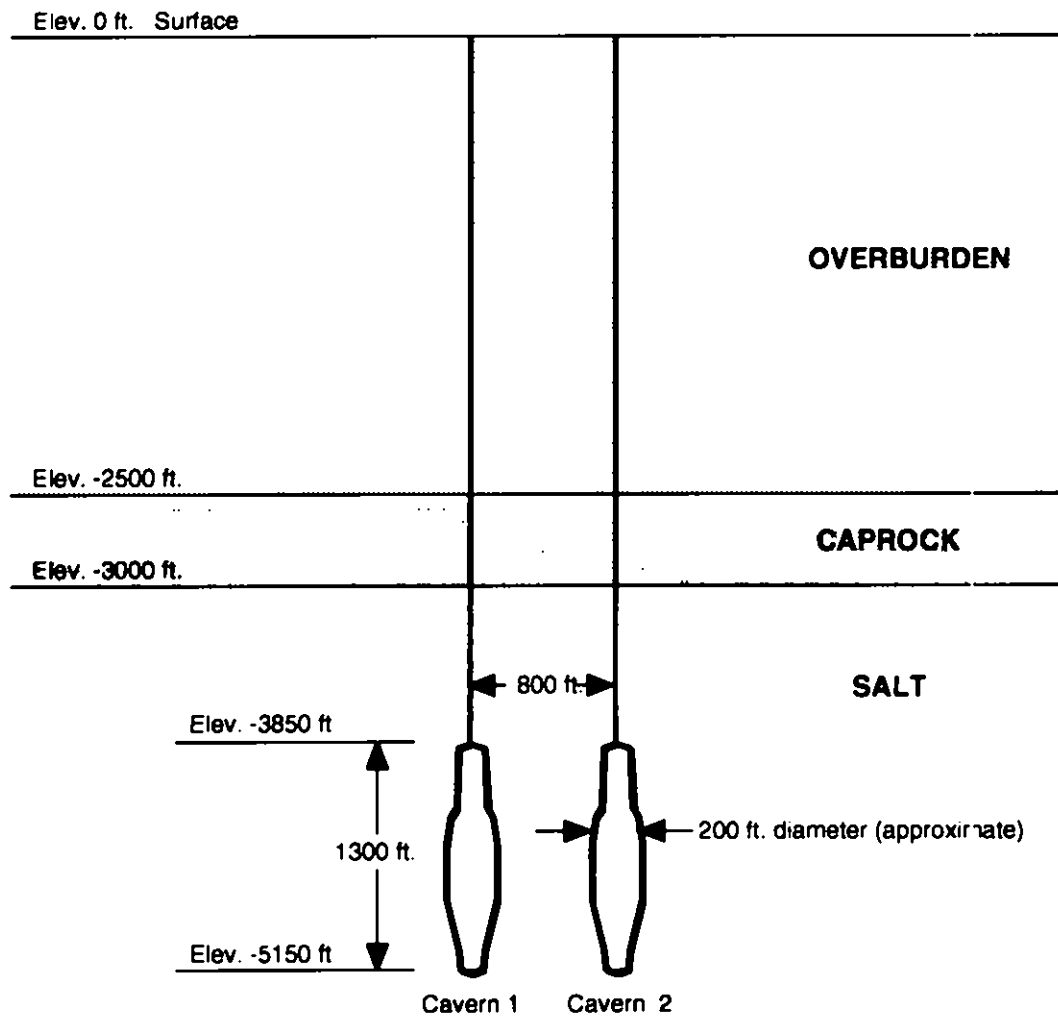 Elev. 0 ft. Surface
OVERBURDEN
Elev. -2500 ft.
CAPROCK
Elev. -3000 ft.
800 ft.
SALT
Elev. -3850 ft
200 ft. diameter (approximate)
1300 ft.
Elev. -5150 ft
Cavern 1 Cavern 2